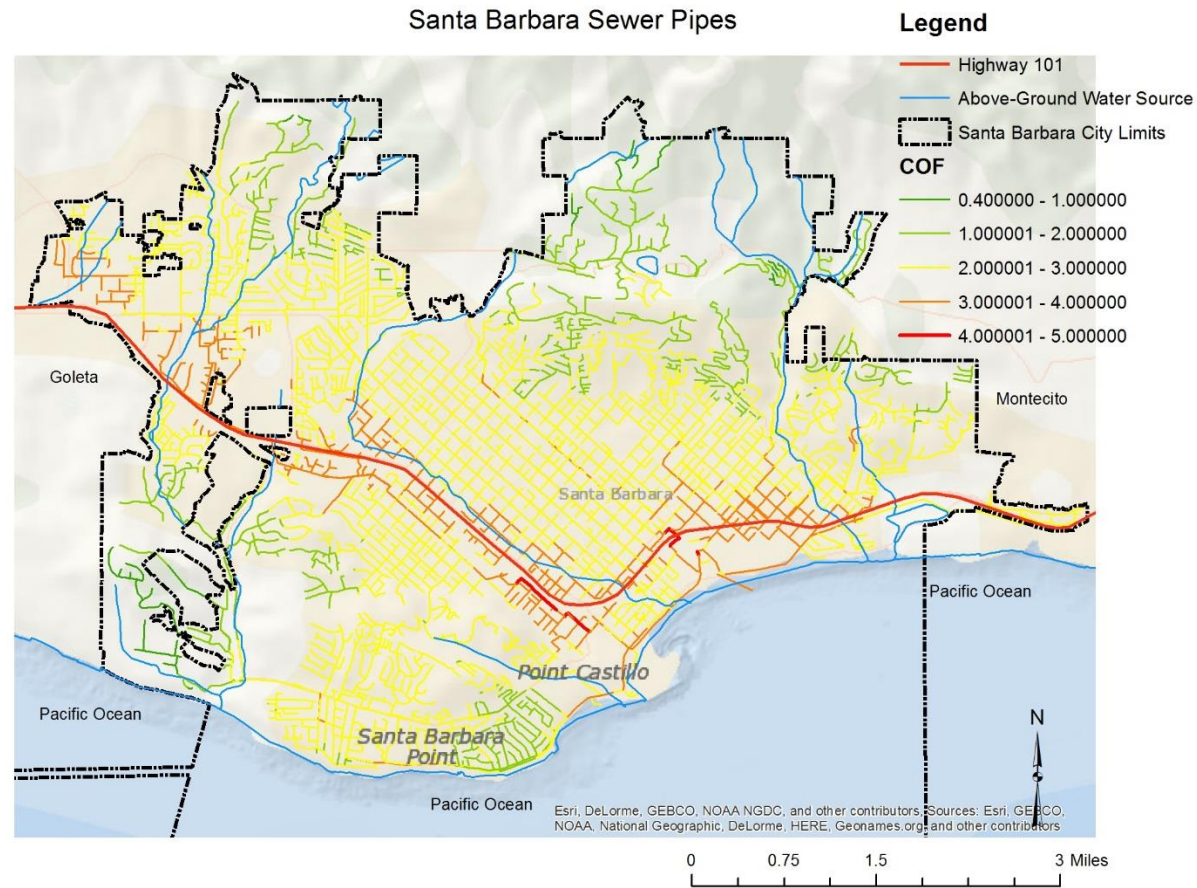 Santa Barbara Sewer Pipes
Legend
Highway 101
Above-Ground Water Source
Santa Barbara City Limits
COF
0.400000 - 1.000000
1.000001 - 2.000000
2.000001 - 3.000000
3.000001 - 4.000000
4.000001 - 5.000000
Goleta
Montecito
Santa Barbara
Pacific Ocean
Point Castillo
Pacific Ocean
Santa Barbara
Point
N
Pacific Ocean
Esri, DeLorme, GEBCO, NOAA NGDC, and other contributors, Sources: Esri, GEBCO,
NOAA, National Geographic, DeLorme, HERE, Geonames.org, and other contributors
0 0.75 1.5 3 Miles